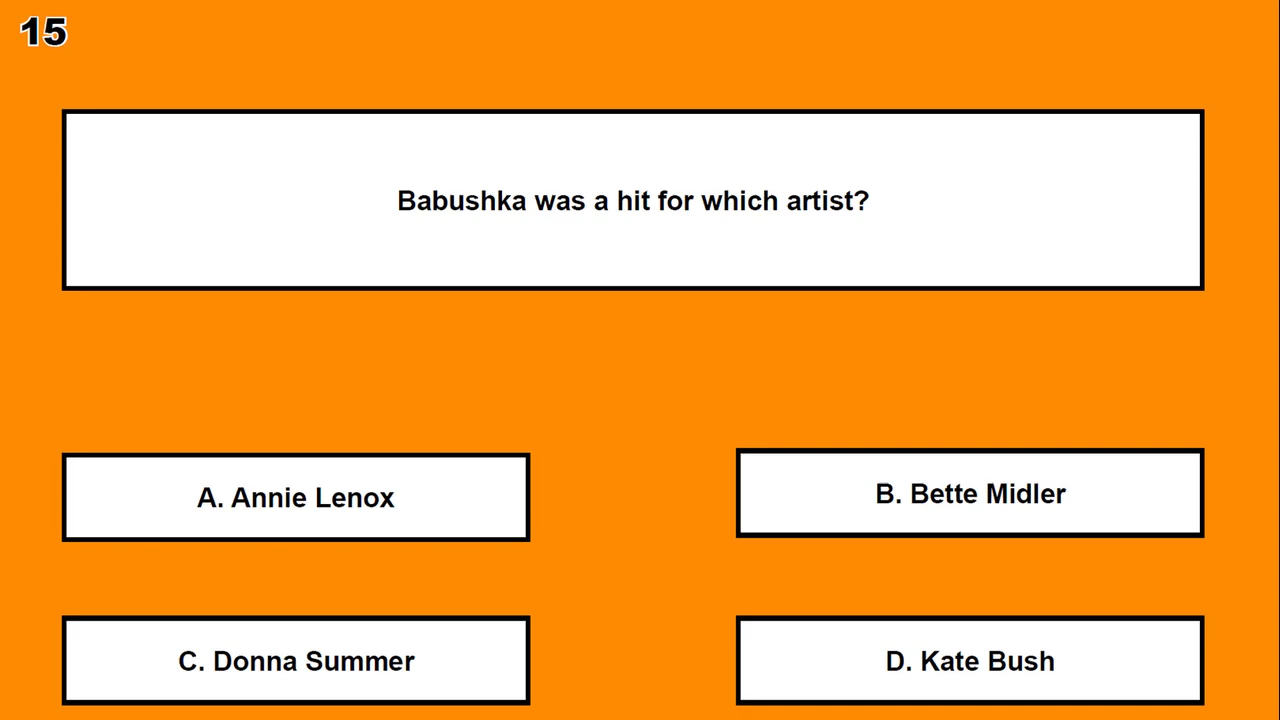 15
Babushka was a hit for which artist?
A. Annie Lenox
B. Bette Midler
C. Donna Summer
D. Kate Bush